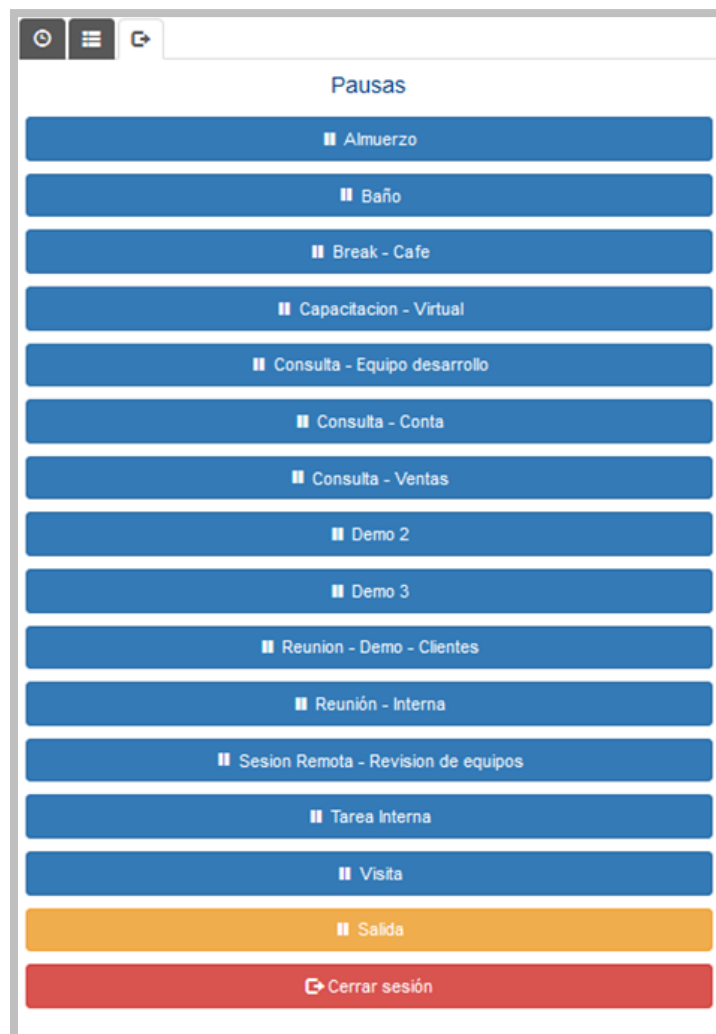 Pausas
Almuerzo
Baño
Break - Cafe
Capacitacion - Virtual
Consulta - Equipo desarrollo
Consulta - Conta
Consulta - Ventas
Demo 2
Demo 3
Reunion - Demo - Clientes
Reunión - Interna
Sesion Remota - Revision de equipos
Tarea Interna
Visita
Salida
Cerrar sesión